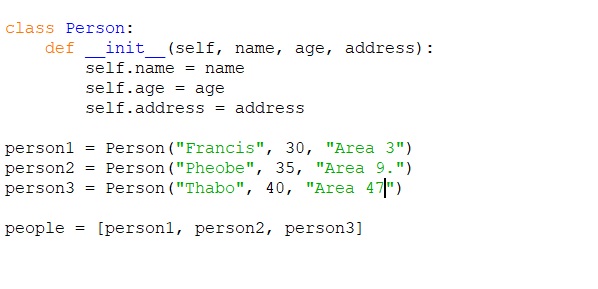 class Person:
    def __init__(self, name, age, address):
        self.name = name
        self.age = age
        self.address = address
person1 = Person("Francis", 30, "Area 3")
person2 = Person("Pheobe", 35, "Area 9.")
person3 = Person("Thabo", 40, "Area 47")
people = [person1, person2, person3]